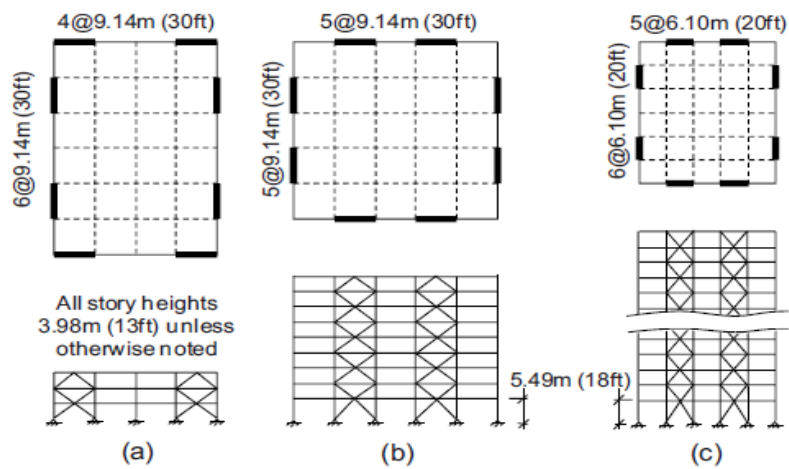 4@9.14m (30ft)
5@9.14m (30ft)
5@6.10m (20ft)
6@9.14m (30ft)
5@9.14m (30ft)
6@6.10m (20ft)
All story heights
3.98m (13ft) unless
otherwise noted
5.49m (18ft)
(a)
(b)
(c)